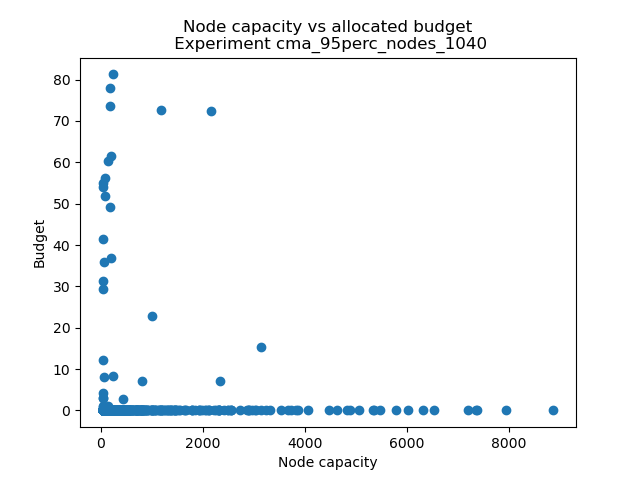 Node capacity vs allocated budget
Experiment cma_95perc_nodes_1040
80
70
60
50
40
30
20
10
0
Budget
0 2000 4000 6000 8000
Node capacity